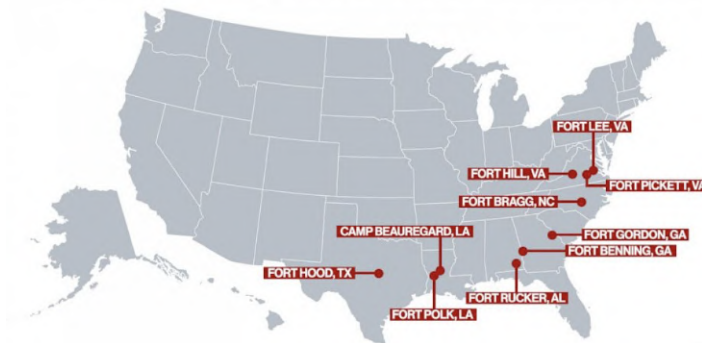 FORT LEE, VA
FORT HILL, VA
FORT PICKETT, VA
FORT BRAGG, NC
CAMP BEAUREGARD, LA
FORT GORDON, GA
FORT BENNING, GA
FORT HOOD, TX
FORT RUCKER, AL
FORT POLK, LA